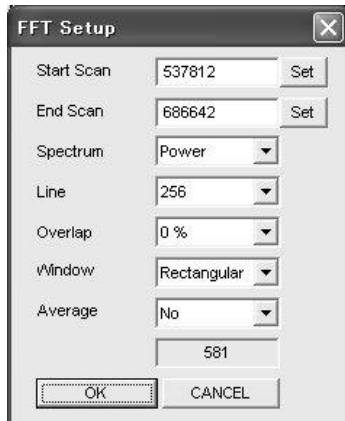 FFT Setup
Start Scan 537812 Set
End Scan 686642 Set
Spectrum Power
Line 256
Overlap 0 %
Window Rectangular
Average No
581
OK CANCEL